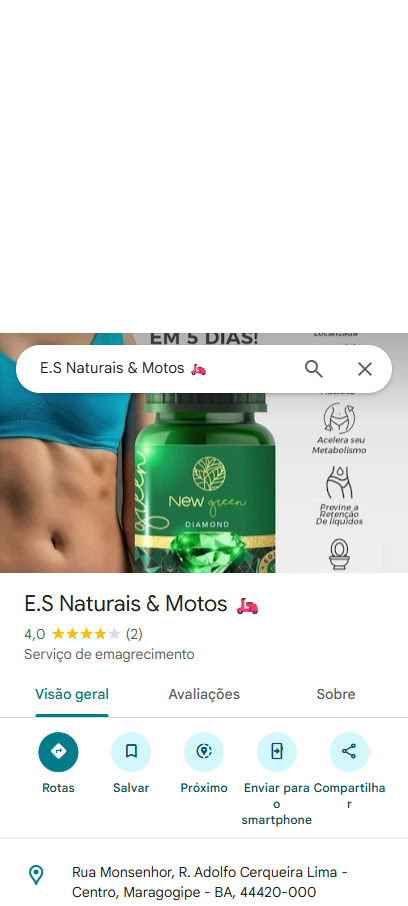 EM 5 DIAS!
Localizada
E.S Naturais & Motos 🛵
Acelera seu
Metabolismo
Previne a
Retenção
De líquidos
green
New green
DIAMOND
E.S Naturais & Motos 🛵
4,0 ★★★★★ (2)
Serviço de emagrecimento
Visão geral Avaliações Sobre
Rotas Salvar Próximo Enviar para Compartilha
o r
smartphone
Rua Monsenhor, R. Adolfo Cerqueira Lima -
Centro, Maragogipe - BA, 44420-000